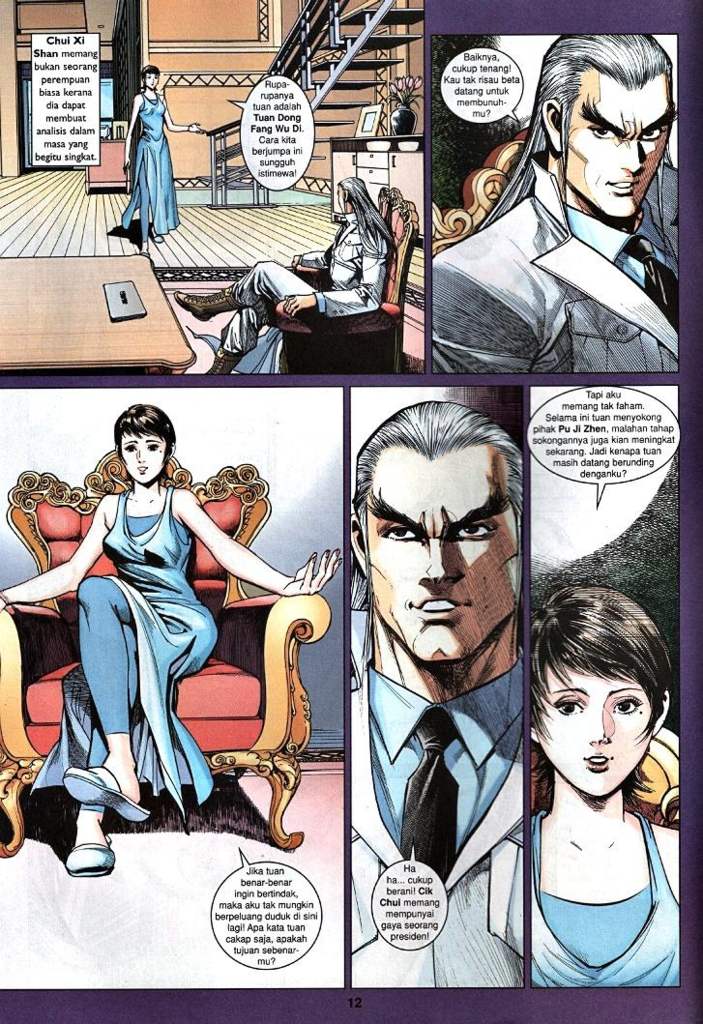 Chui Xi
Shan memang
bukan seorang
perempuan
biasa kerana
dia dapat
membuat
analisis dalam
masa yang
begitu singkat.
Rupa-
rupanya
tuan adalah
Tuan Dong
Fang Wu Di.
Cara kita
berjumpa ini
sungguh
istimewa!
Baiknya,
cukup tenang!
Kau tak risau beta
datang untuk
membunuh-
mu?
Jika tuan
benar-benar
ingin bertindak,
maka aku tak mungkin
berpeluang duduk di sini
lagi! Apa kata tuan
cakap saja, apakah
tujuan sebenar-
mu?
Ha
ha... cukup
berani! Cik
Chui memang
mempunyai
gaya seorang
presiden!
Tapi aku
memang tak faham.
Selama ini tuan menyokong
pihak Pu Ji Zhen, malahan tahap
sokongannya juga kian meningkat
sekarang. Jadi kenapa tuan
masih datang berunding
denganku?
12